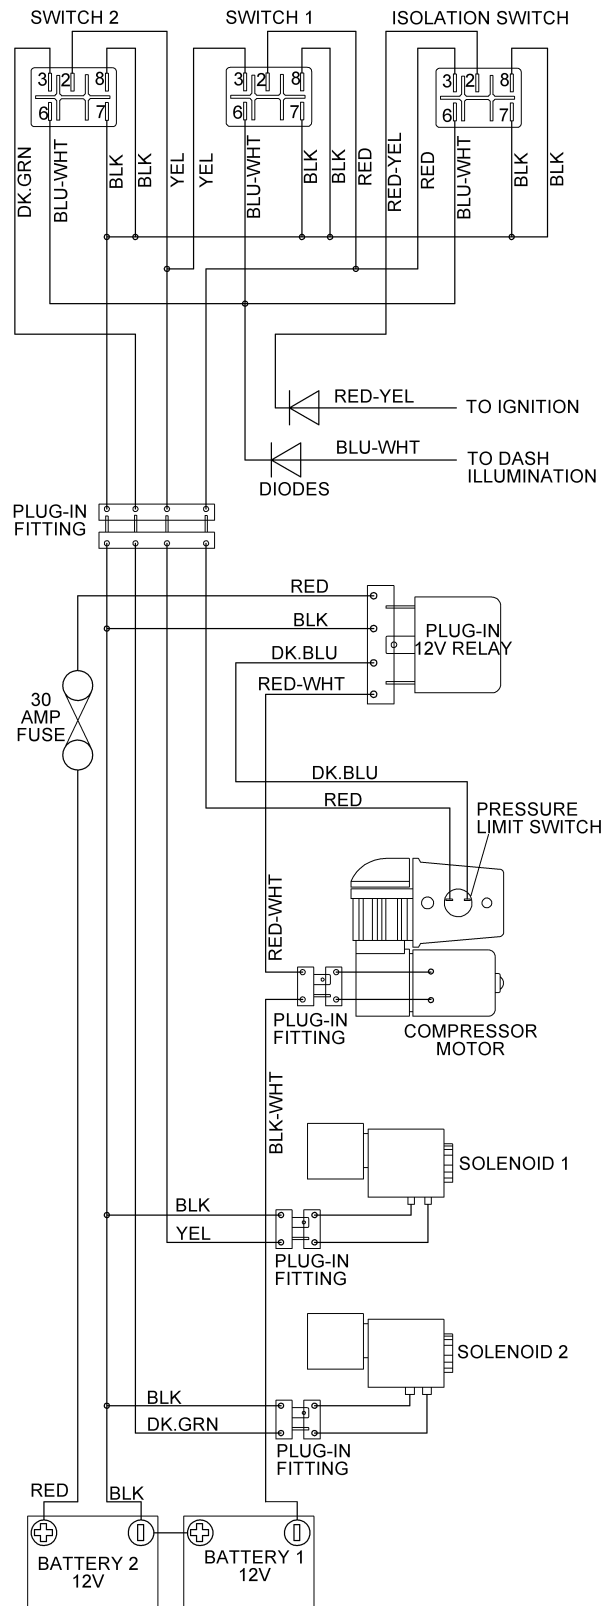 SWITCH 2
SWITCH 1
ISOLATION SWITCH
3 2 8
6 7
3 2 8
6 7
3 2 8
6 7
DK.GRN
BLU-WHT
BLK
BLK
YEL
YEL
BLU-WHT
BLK
BLK
RED
RED-YEL
RED
BLU-WHT
BLK
BLK
RED-YEL
TO IGNITION
BLU-WHT
TO DASH
ILLUMINATION
DIODES
PLUG-IN
FITTING
RED
BLK
DK.BLU
RED-WHT
PLUG-IN
12V RELAY
30
AMP
FUSE
DK.BLU
RED
PRESSURE
LIMIT SWITCH
RED-WHT
PLUG-IN
FITTING
COMPRESSOR
MOTOR
BLK-WHT
SOLENOID 1
BLK
YEL
PLUG-IN
FITTING
SOLENOID 2
BLK
DK.GRN
PLUG-IN
FITTING
RED
BLK
BATTERY 2
12V
BATTERY 1
12V